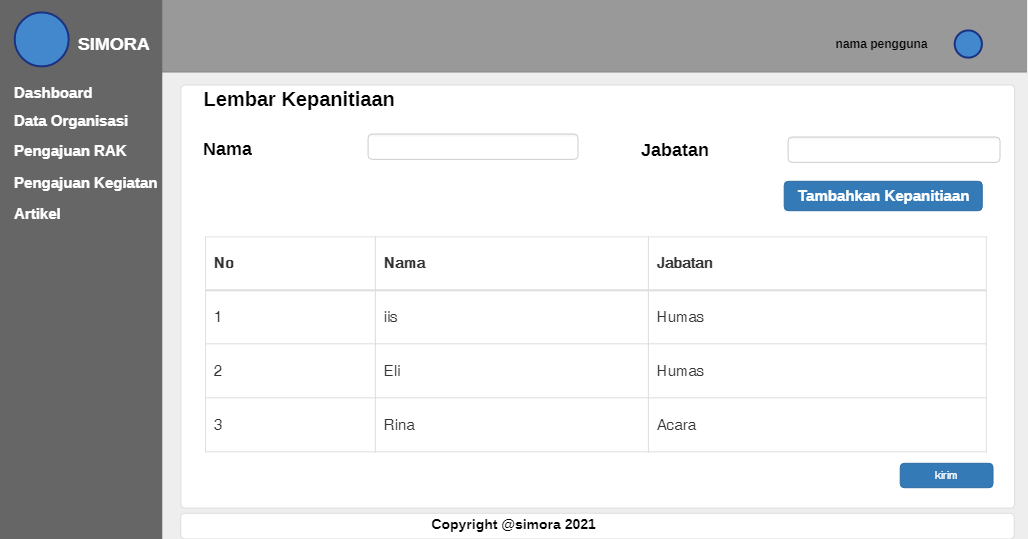 SIMORA
nama pengguna
Dashboard
Data Organisasi
Pengajuan RAK
Pengajuan Kegiatan
Artikel
Lembar Kepanitiaan
Nama Jabatan
Tambahkan Kepanitiaan
No Nama Jabatan
1 iis Humas
2 Eli Humas
3 Rina Acara
kirim
Copyright @simora 2021